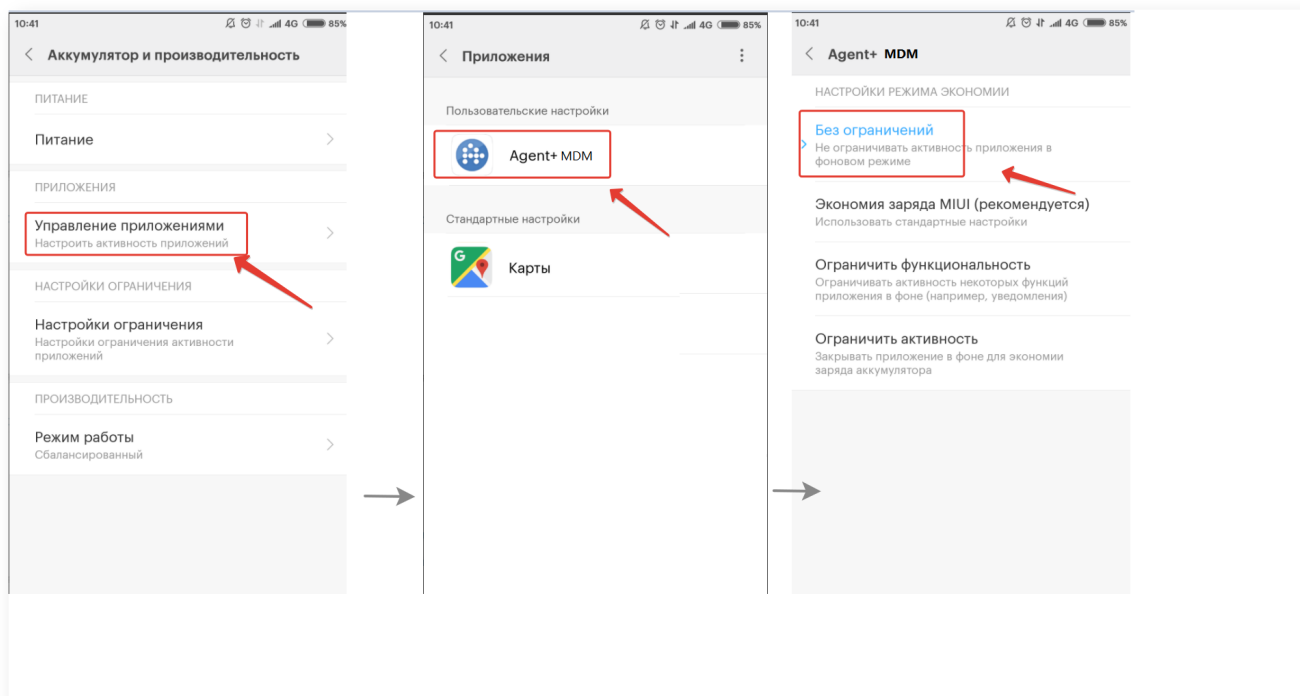 10:41
4G
85%
Аккумулятор и производительность
ПИТАНИЕ
Питание
ПРИЛОЖЕНИЯ
Управление приложениями
Настроить активность приложений
НАСТРОЙКИ ОГРАНИЧЕНИЯ
Настройки ограничения
Настройки ограничения активности
приложений
ПРОИЗВОДИТЕЛЬНОСТЬ
Режим работы
Сбалансированный
10:41
4G
85%
Приложения
Пользовательские настройки
Agent+ MDM
Стандартные настройки
G
Карты
10:41
4G
85%
Agent+ MDM
НАСТРОЙКИ РЕЖИМА ЭКОНОМИИ
Без ограничений
Не ограничивать активность приложения в
фоновом режиме
Экономия заряда MIUI (рекомендуется)
Использовать стандартные настройки
Ограничить функциональность
Ограничивать активность некоторых функций
приложения в фоне (например, уведомления)
Ограничить активность
Закрывать приложение в фоне для экономии
заряда аккумулятора